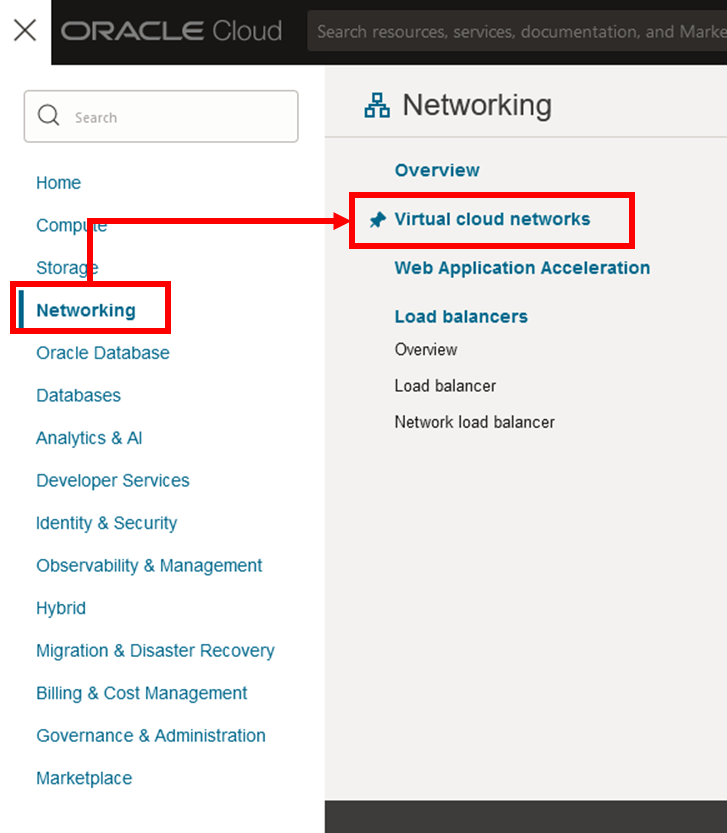 ORACLE Cloud
Search resources, services, documentation, and Marke
Search
Home
Compute
Storage
Networking
Oracle Database
Databases
Analytics & AI
Developer Services
Identity & Security
Observability & Management
Hybrid
Migration & Disaster Recovery
Billing & Cost Management
Governance & Administration
Marketplace
Networking
Overview
Virtual cloud networks
Web Application Acceleration
Load balancers
Overview
Load balancer
Network load balancer